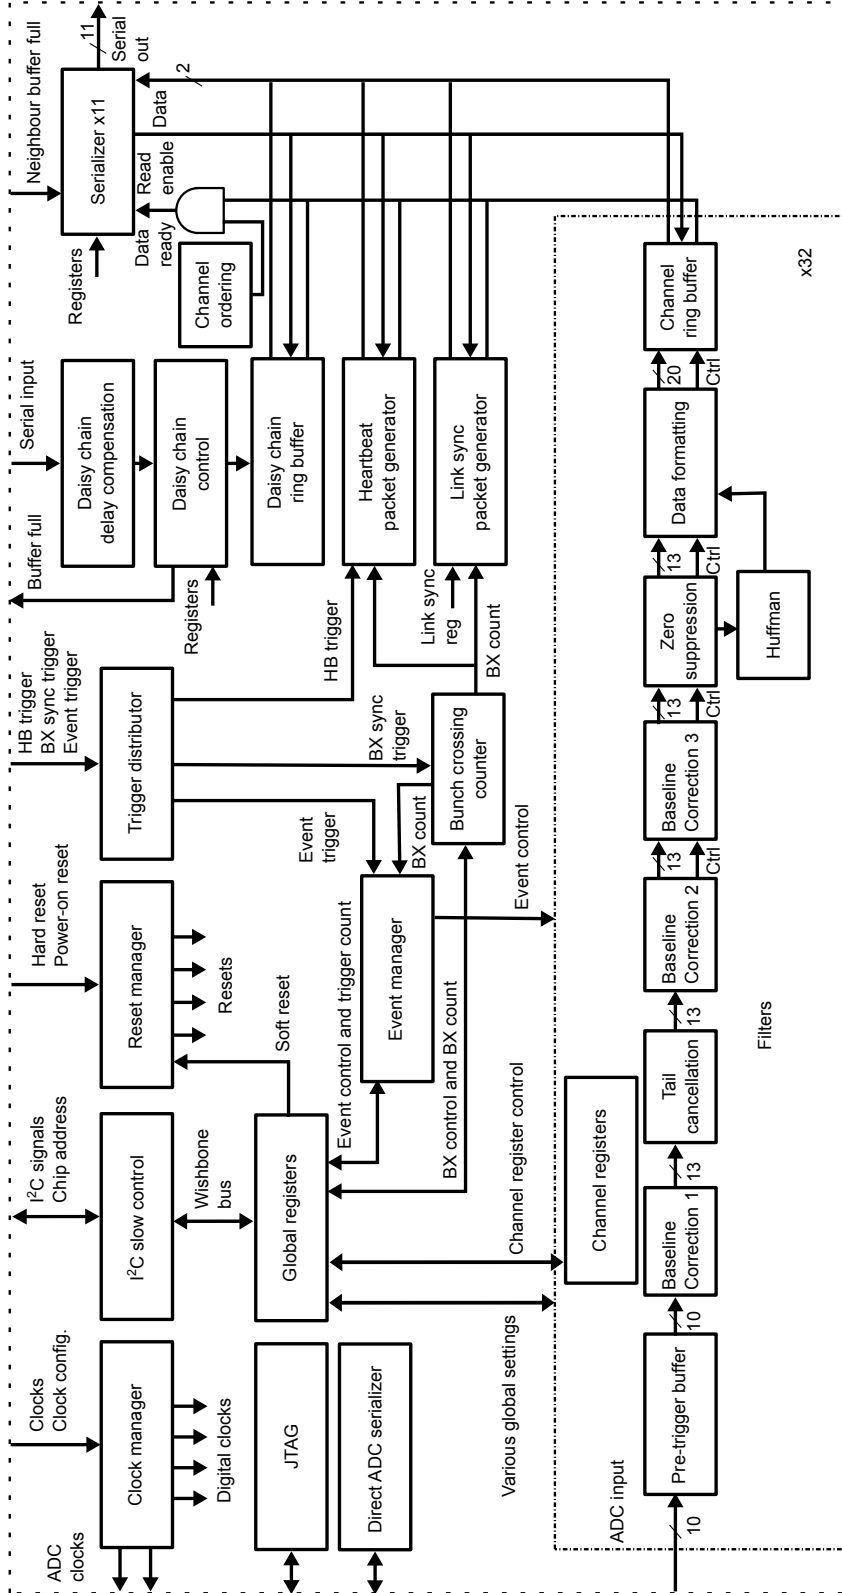 ADC
clocks
Clocks
Clock config.
Clock manager
Digital clocks
JTAG
Direct ADC serializer
I²C signals
Chip address
I²C slow control
Wishbone
bus
Global registers
Various global settings
Channel register control
Hard reset
Power-on reset
Reset manager
Resets
Soft reset
Event control and trigger count
BX control and BX count
Event manager
Event control
HB trigger
BX sync trigger
Event trigger
Trigger distributor
Event
trigger
BX sync
trigger
HB trigger
BX count
Bunch crossing
counter
BX count
Buffer full
Serial input
Daisy chain
delay compensation
Daisy chain
control
Registers
Daisy chain
ring buffer
Heartbeat
packet generator
Link sync
reg
Link sync
packet generator
Neighbour buffer full
Registers
Serializer x11
11
Serial
out
Data
ready
Read
enable
Data
2
Channel
ordering
ADC input
10
Pre-trigger buffer
10
Channel registers
Baseline
Correction 1
13
Tail
cancellation
13
Baseline
Correction 2
13
Ctrl
Baseline
Correction 3
13
Ctrl
Zero
suppression
13
Ctrl
Huffman
Data formatting
20
Ctrl
Channel
ring buffer
Filters
x32